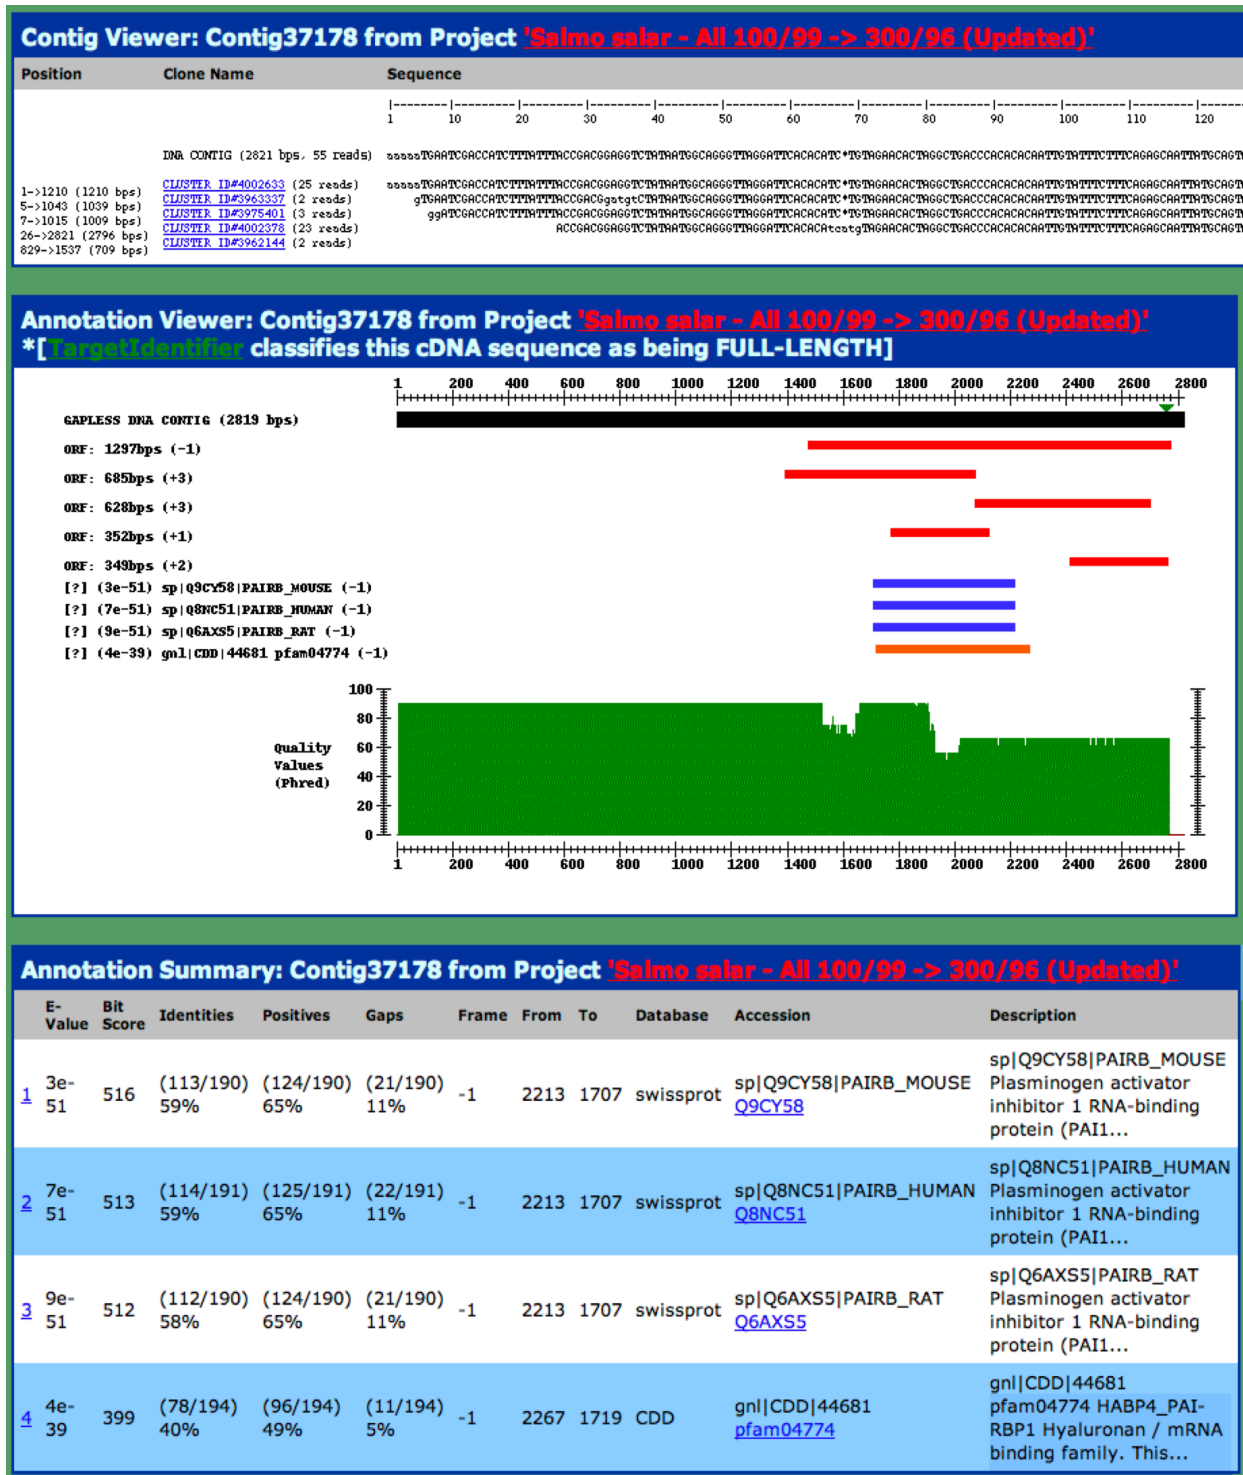 Contig Viewer: Contig37178 from Project 'Salmo salar - All 100/99 -> 300/96 (Updated)'
Position Clone Name Sequence
1 10 20 30 40 50 60 70 80 90 100 110 120
DNA CONTIG (2821 bps, 55 reads) aaaaaTGAATCGACCATCTTTATTTACCGACGGAGGTCTATAATGGCAGGGTTAGGATTCACACATC*TGTAGAACACTAGGCTGACCCACACACAATTGTATTTCTTTCAGAGCAATTATGCAGT
1->1210 (1210 bps) CLUSTER ID#4002633 (25 reads) aaaaaTGAATCGACCATCTTTATTTACCGACGGAGGTCTATAATGGCAGGGTTAGGATTCACACATC*TGTAGAACACTAGGCTGACCCACACACAATTGTATTTCTTTCAGAGCAATTATGCAGT
5->1043 (1039 bps) CLUSTER ID#3963337 (2 reads) gTGAATCGACCATCTTTATTTACCGACGgatgtCTATAATGGCAGGGTTAGGATTCACACATC*TGTAGAACACTAGGCTGACCCACACACAATTGTATTTCTTTCAGAGCAATTATGCAGT
7->1015 (1009 bps) CLUSTER ID#3975401 (3 reads) ggATCGACCATCTTTATTTACCGACGGAGGTCTATAATGGCAGGGTTAGGATTCACACATC*TGTAGAACACTAGGCTGACCCACACACAATTGTATTTCTTTCAGAGCAATTATGCAGT
26->2821 (2796 bps) CLUSTER ID#4002378 (23 reads) ACCGACGGAGGTCTATAATGGCAGGGTTAGGATTCACACAtcatgTAGAACACTAGGCTGACCCACACACAATTGTATTTCTTTCAGAGCAATTATGCAGT
829->1537 (709 bps) CLUSTER ID#3962144 (2 reads)
Annotation Viewer: Contig37178 from Project 'Salmo salar - All 100/99 -> 300/96 (Updated)'
*[TargetIdentifier classifies this cDNA sequence as being FULL-LENGTH]
1 200 400 600 800 1000 1200 1400 1600 1800 2000 2200 2400 2600 2800
GAPLESS DNA CONTIG (2819 bps)
ORF: 1297bps (-1)
ORF: 685bps (+3)
ORF: 628bps (+3)
ORF: 352bps (+1)
ORF: 349bps (+2)
[?] (3e-51) sp|Q9CY58|PAIRB_MOUSE (-1)
[?] (7e-51) sp|Q8NC51|PAIRB_HUMAN (-1)
[?] (9e-51) sp|Q6AXS5|PAIRB_RAT (-1)
[?] (4e-39) gnl|CDD|44681 pfam04774 (-1)
100
80
60
40
20
0
Quality
Values
(Phred)
1 200 400 600 800 1000 1200 1400 1600 1800 2000 2200 2400 2600 2800
Annotation Summary: Contig37178 from Project 'Salmo salar - All 100/99 -> 300/96 (Updated)'
E-Value Bit Score Identities Positives Gaps Frame From To Database Accession Description
1 3e-51 516 (113/190) 59% (124/190) 65% (21/190) 11% -1 2213 1707 swissprot sp|Q9CY58|PAIRB_MOUSE Q9CY58 sp|Q9CY58|PAIRB_MOUSE Plasminogen activator inhibitor 1 RNA-binding protein (PAI1...
2 7e-51 513 (114/191) 59% (125/191) 65% (22/191) 11% -1 2213 1707 swissprot sp|Q8NC51|PAIRB_HUMAN Q8NC51 sp|Q8NC51|PAIRB_HUMAN Plasminogen activator inhibitor 1 RNA-binding protein (PAI1...
3 9e-51 512 (112/190) 58% (124/190) 65% (21/190) 11% -1 2213 1707 swissprot sp|Q6AXS5|PAIRB_RAT Q6AXS5 sp|Q6AXS5|PAIRB_RAT Plasminogen activator inhibitor 1 RNA-binding protein (PAI1...
4 4e-39 399 (78/194) 40% (96/194) 49% (11/194) 5% -1 2267 1719 CDD gnl|CDD|44681 pfam04774 gnl|CDD|44681 pfam04774 HABP4_PAI-RBP1 Hyaluronan / mRNA binding family. This...